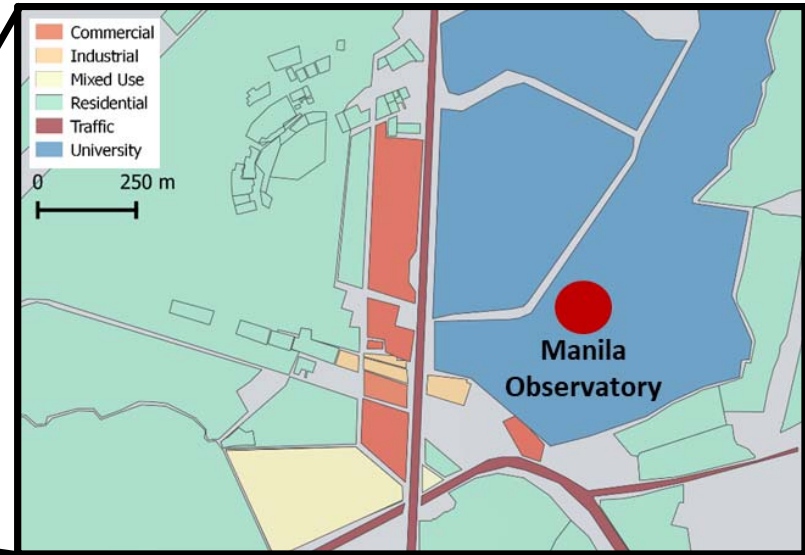 Commercial
Industrial
Mixed Use
Residential
Traffic
University
0 250 m
Manila
Observatory